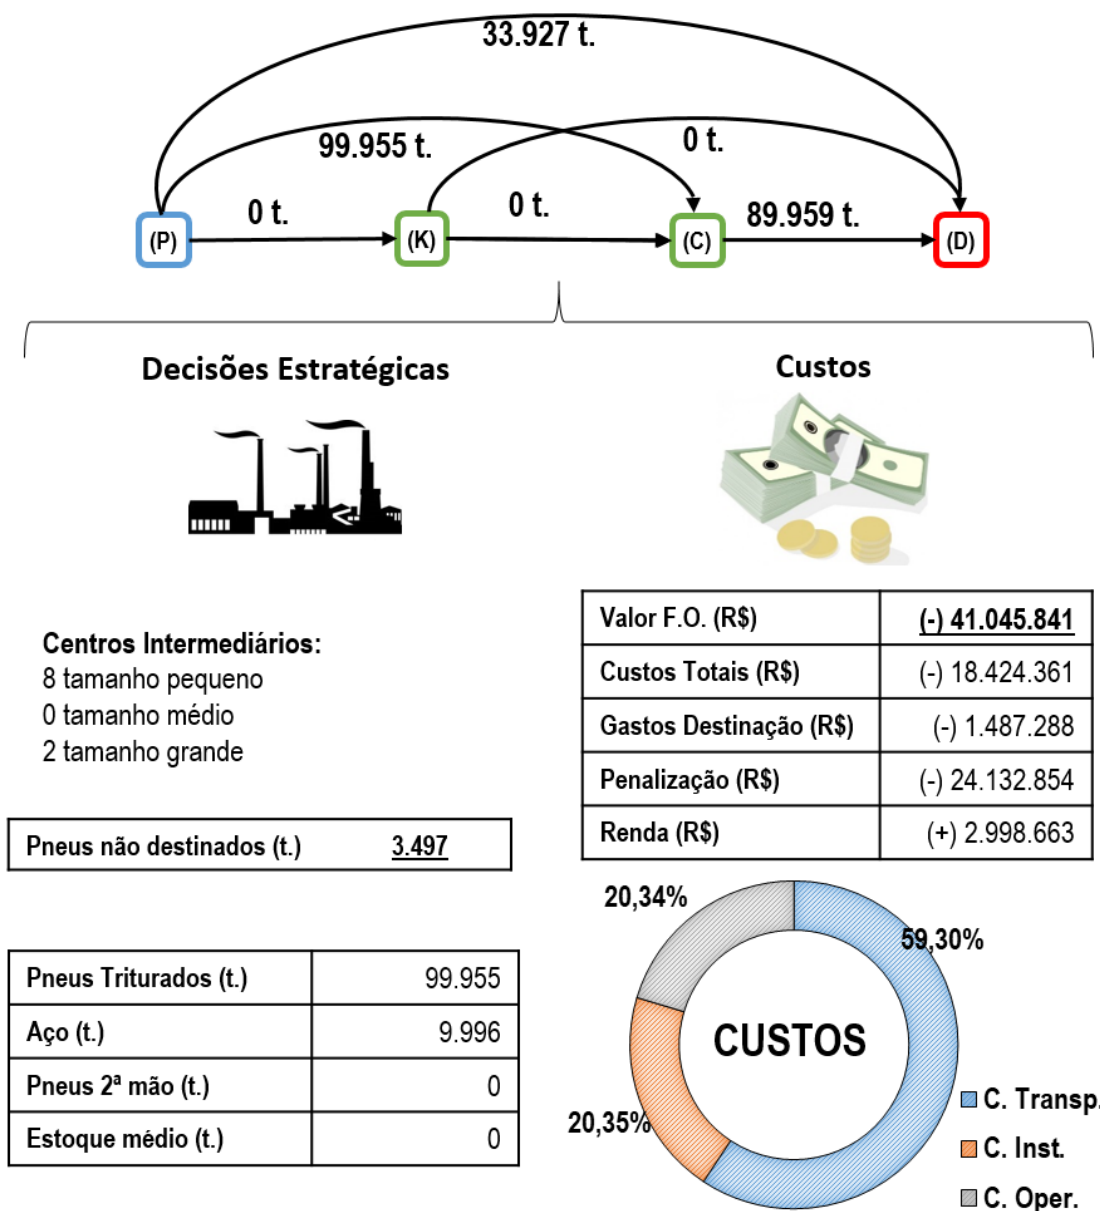 33.927 t.
99.955 t.
0 t.
0 t.
0 t.
89.959 t.
(P)
(K)
(C)
(D)
Decisões Estratégicas
Custos
Centros Intermediários:
8 tamanho pequeno
0 tamanho médio
2 tamanho grande
Pneus não destinados (t.) 3.497
Pneus Triturados (t.) 99.955
Aço (t.) 9.996
Pneus 2ª mão (t.) 0
Estoque médio (t.) 0
Valor F.O. (R$) (-) 41.045.841
Custos Totais (R$) (-) 18.424.361
Gastos Destinação (R$) (-) 1.487.288
Penalização (R$) (-) 24.132.854
Renda (R$) (+) 2.998.663
20,34%
59,30%
CUSTOS
20,35%
C. Transp.
C. Inst.
C. Oper.